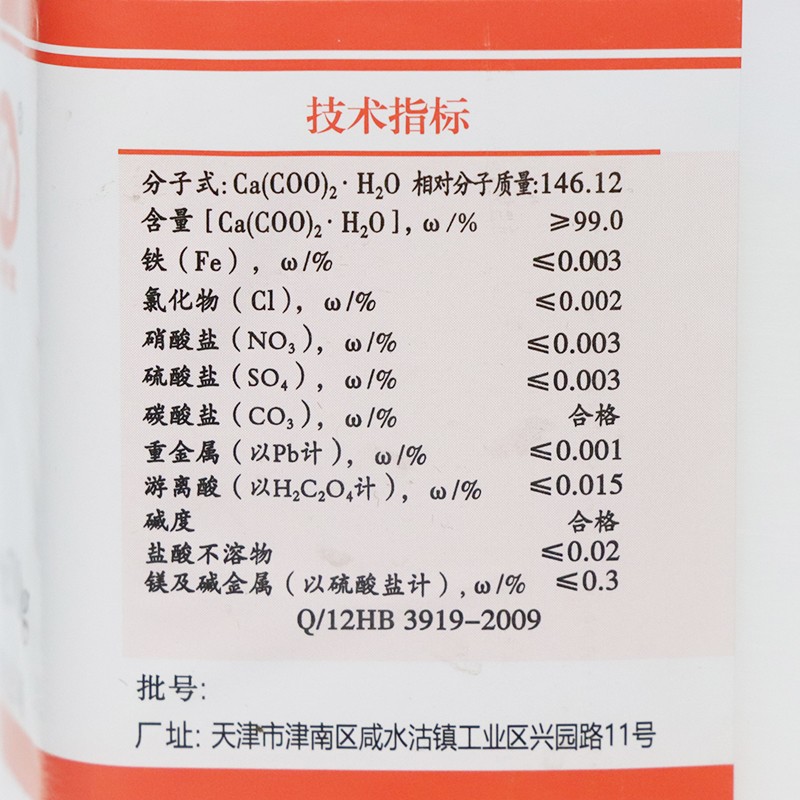 技术指标
分子式:Ca(COO)₂·H₂O 相对分子质量:146.12
含量[Ca(COO)₂·H₂O],ω/% ≥99.0
铁(Fe),ω/% ≤0.003
氯化物(Cl),ω/% ≤0.002
硝酸盐(NO₃),ω/% ≤0.003
硫酸盐(SO₄),ω/% ≤0.003
碳酸盐(CO₃),ω/% 合格
重金属(以Pb计),ω/% ≤0.001
游离酸(以H₂C₂O₄计),ω/% ≤0.015
碱度 合格
盐酸不溶物 ≤0.02
镁及碱金属(以硫酸盐计),ω/% ≤0.3
Q/12HB 3919-2009
批号:
厂址:天津市津南区咸水沽镇工业区兴园路11号